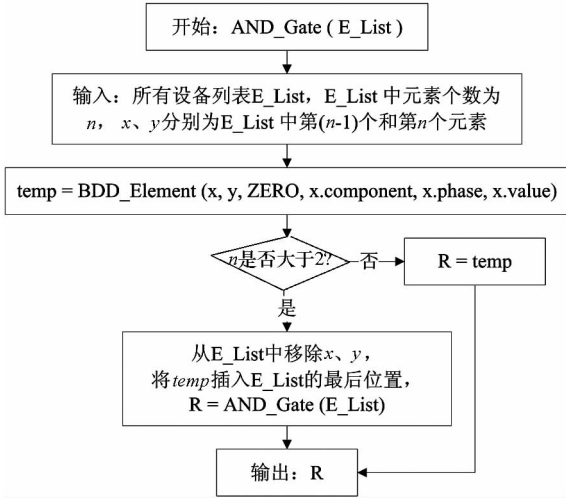 开始：AND_Gate ( E_List )
输入：所有设备列表E_List，E_List 中元素个数为
n， x、y分别为E_List 中第(n-1)个和第n个元素
temp = BDD_Element (x, y, ZERO, x.component, x.phase, x.value)
n是否大于2?
否
R = temp
是
从E_List中移除x、y，
将temp插入E_List的最后位置，
R = AND_Gate (E_List)
输出：R